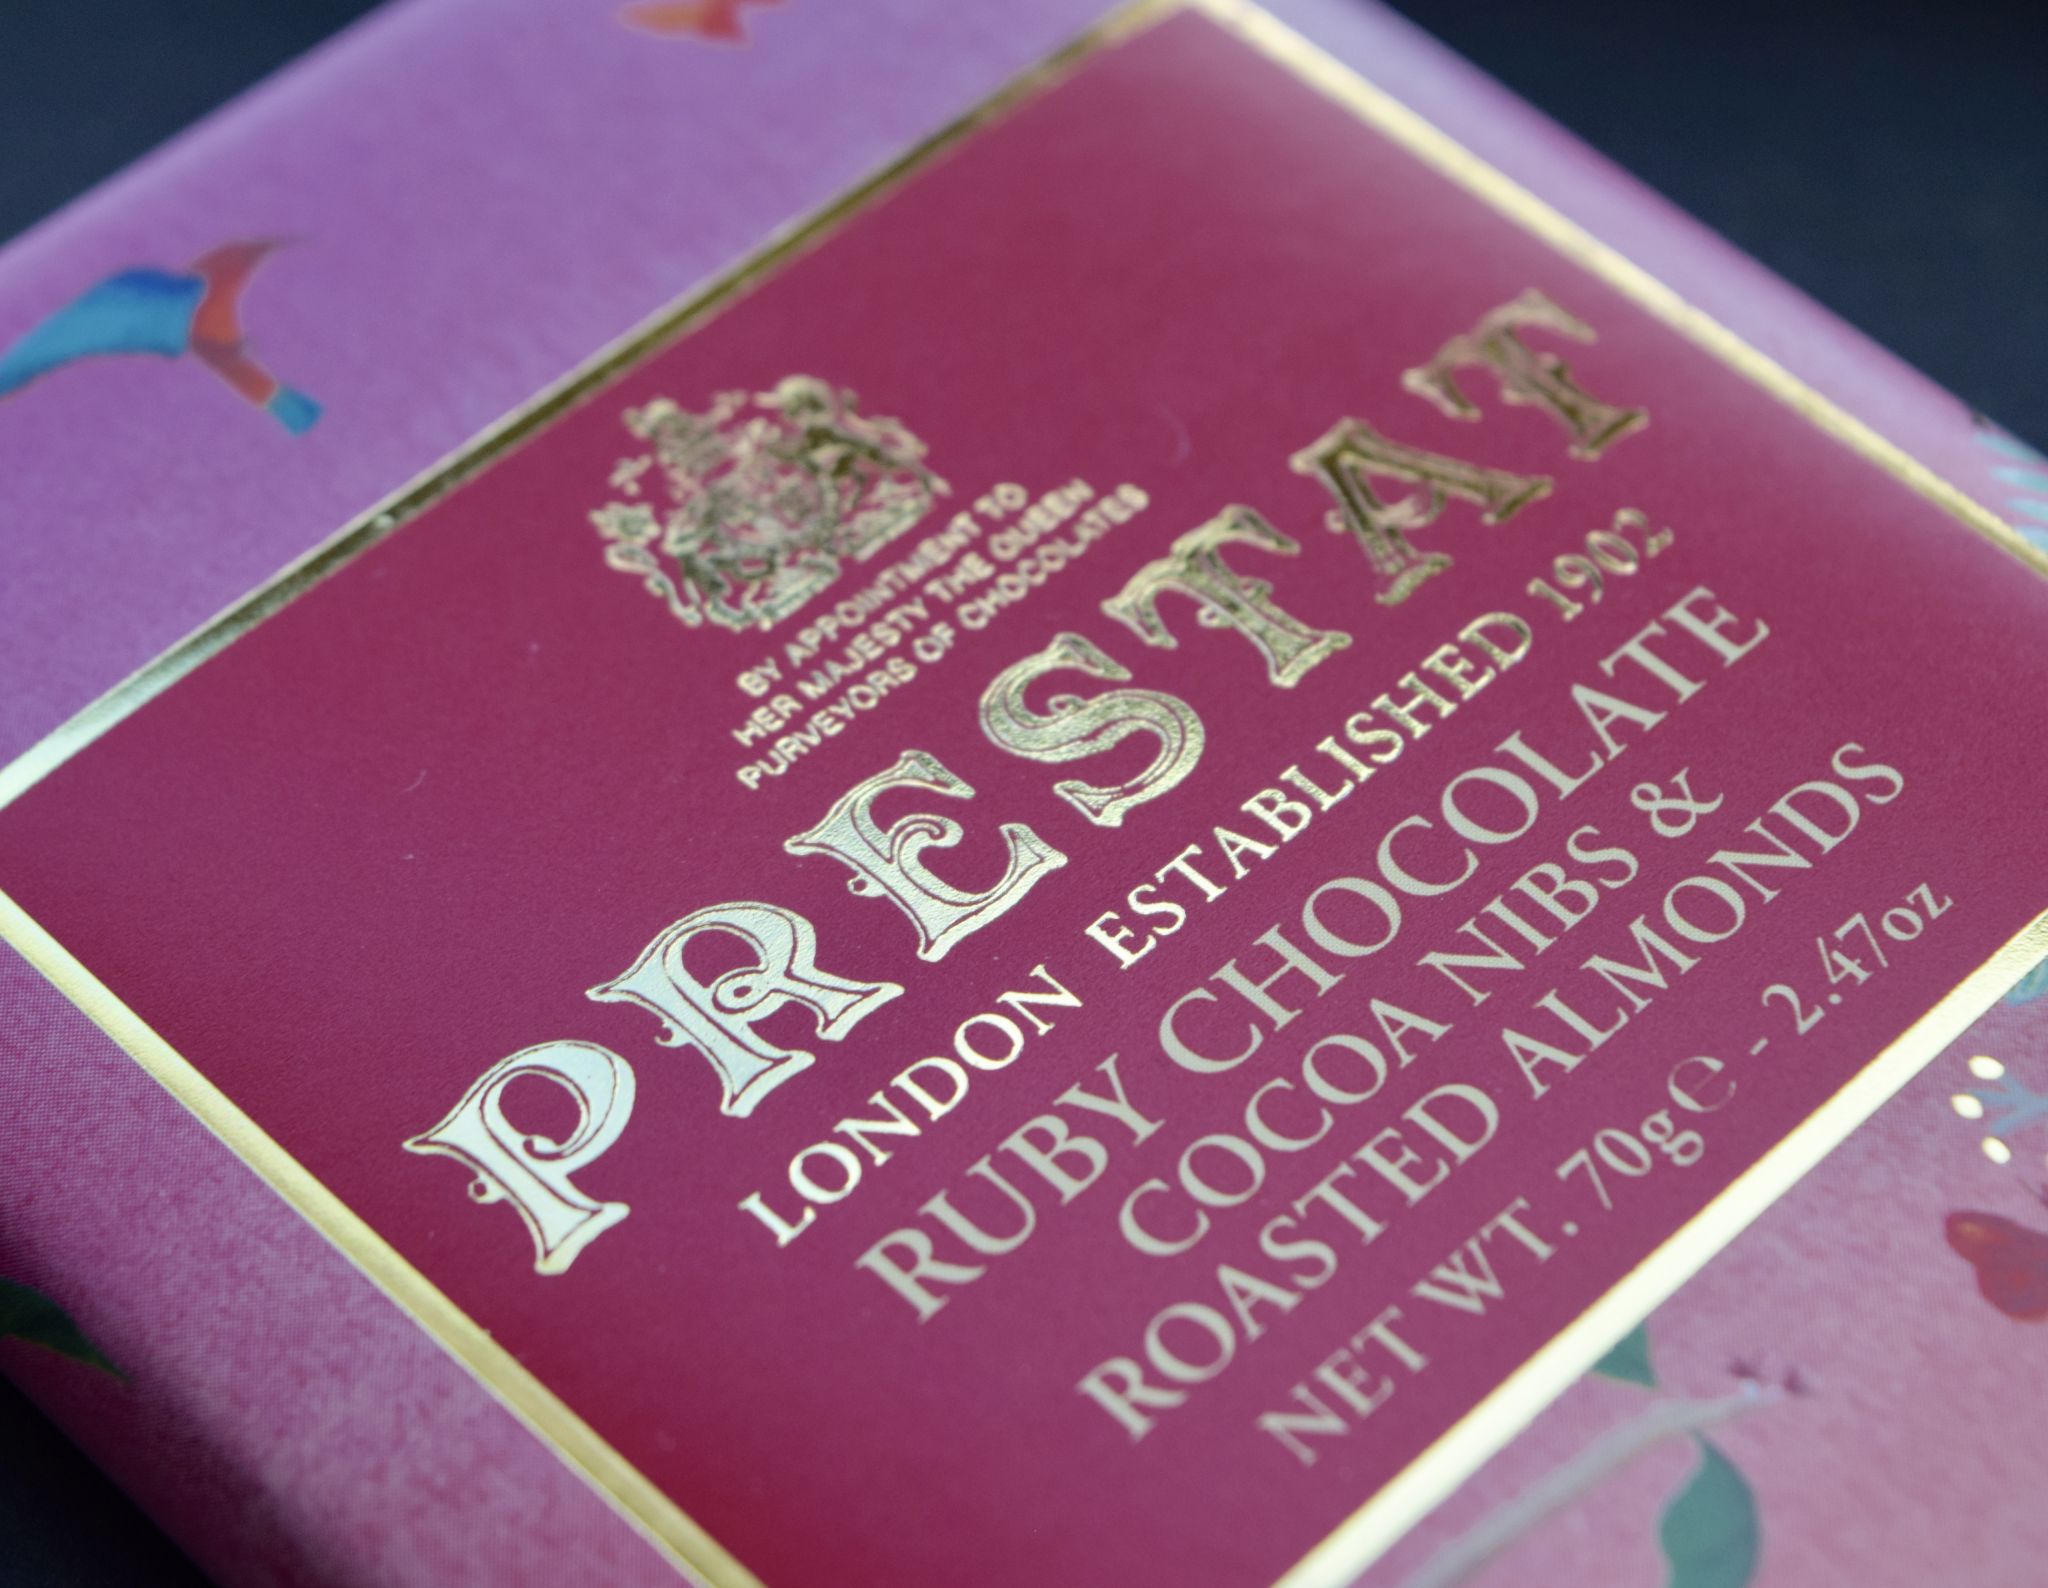 BY APPOINTMENT TO
HER MAJESTY THE QUEEN
PURVEYORS OF CHOCOLATES
PRESTAT
LONDON ESTABLISHED 1902
RUBY CHOCOLATE
COCOA NIBS &
ROASTED ALMONDS
NET WT. 70g℮ - 2.47oz